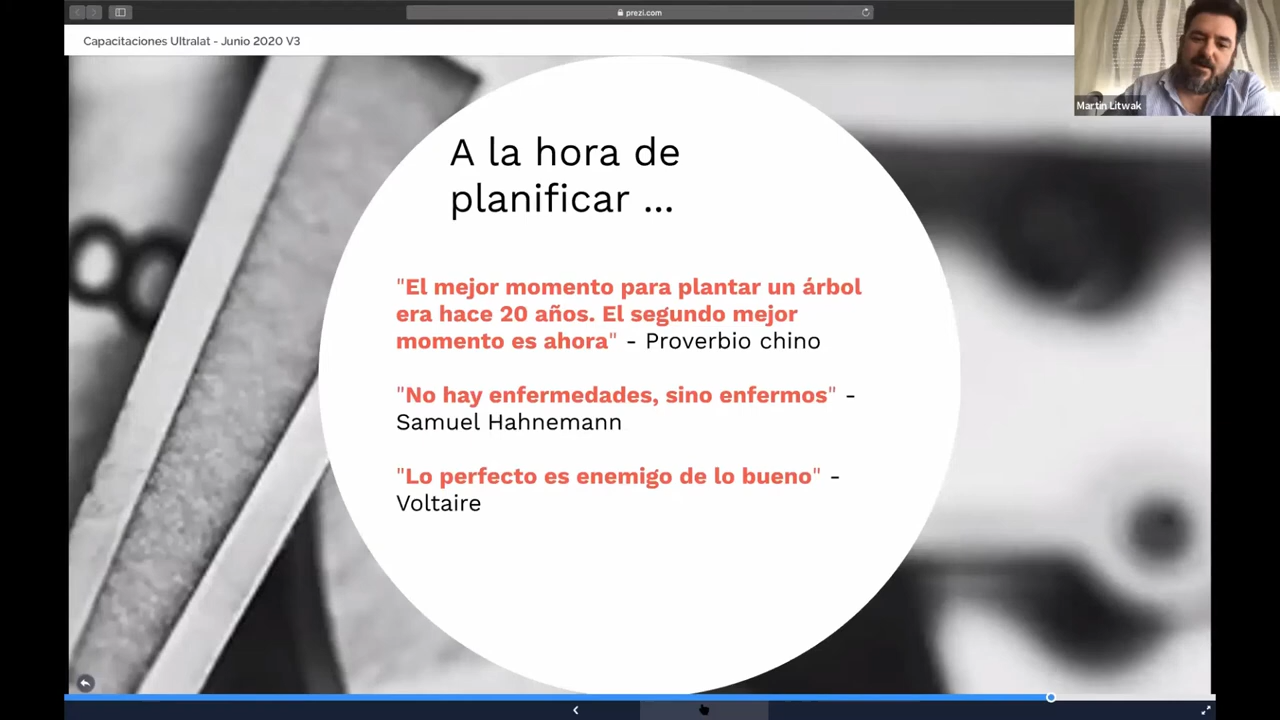 prezi.com
Capacitaciones Ultralat - Junio 2020 V3
Martin Litwak
A la hora de
planificar ...
"El mejor momento para plantar un árbol
era hace 20 años. El segundo mejor
momento es ahora" - Proverbio chino
"No hay enfermedades, sino enfermos" -
Samuel Hahnemann
"Lo perfecto es enemigo de lo bueno" -
Voltaire